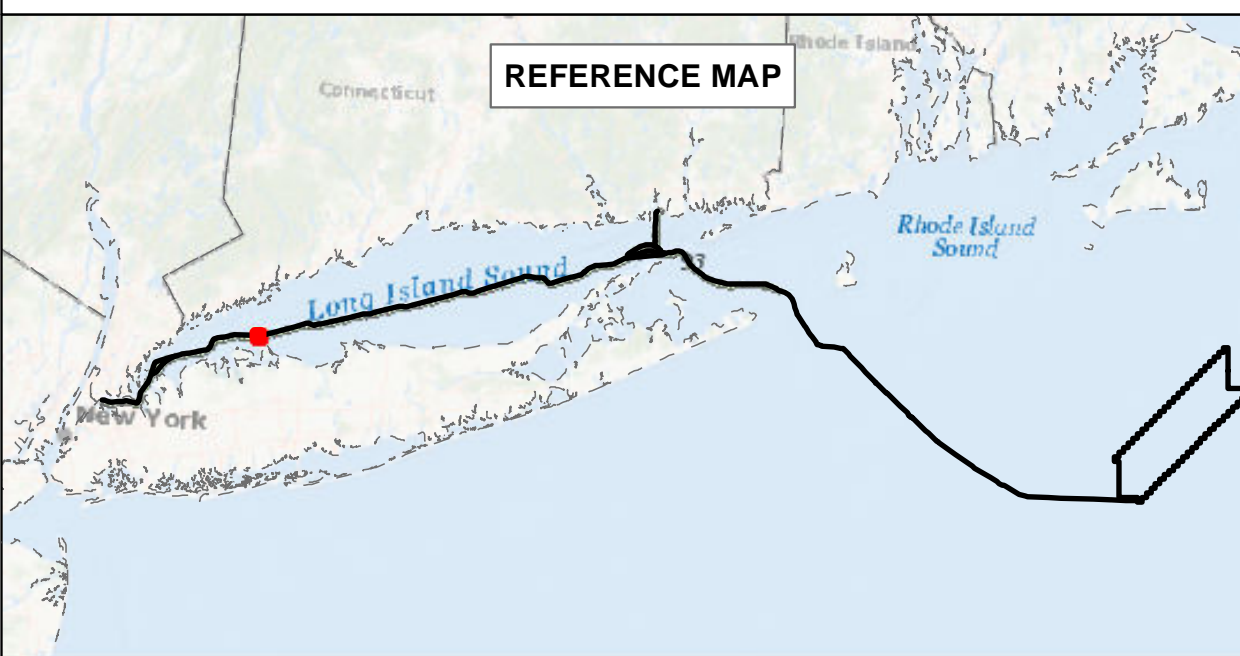 Rhode Island
REFERENCE MAP
Connecticut
Rhode Island
Sound
Long Island Sound
New York